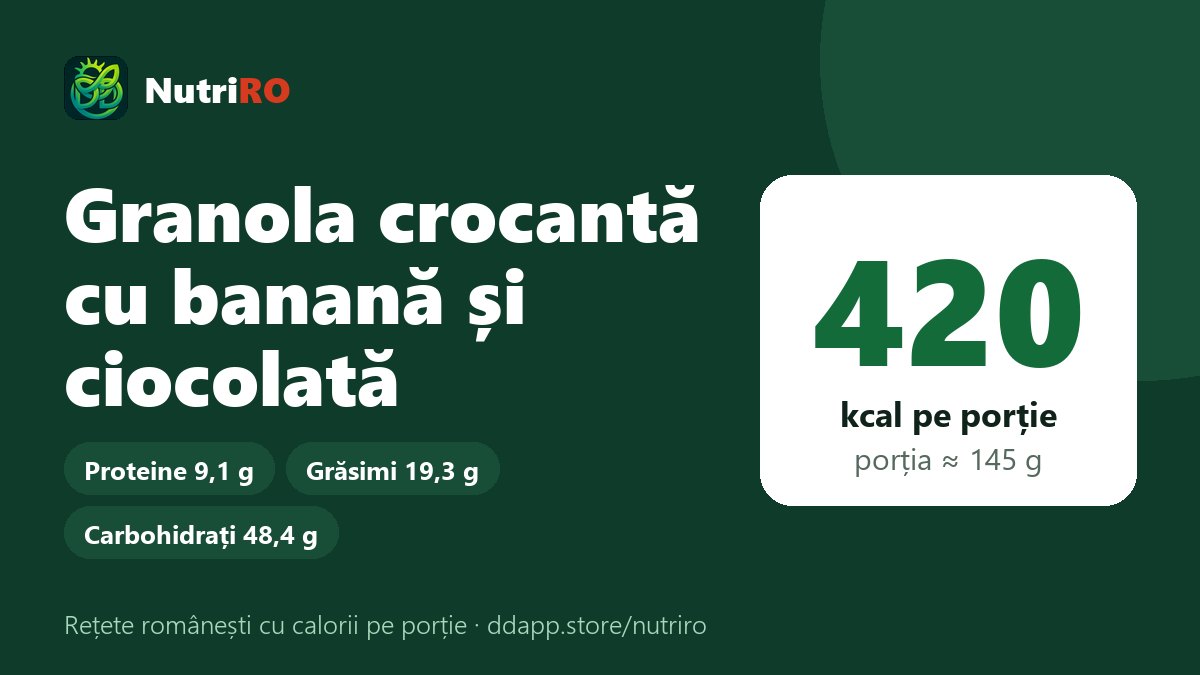 NutriRO
Granola crocantă
cu banană și
ciocolată
Proteine 9,1 g
Grăsimi 19,3 g
Carbohidrați 48,4 g
420
kcal pe porție
porția ≈ 145 g
Rețete românești cu calorii pe porție · ddapp.store/nutriro